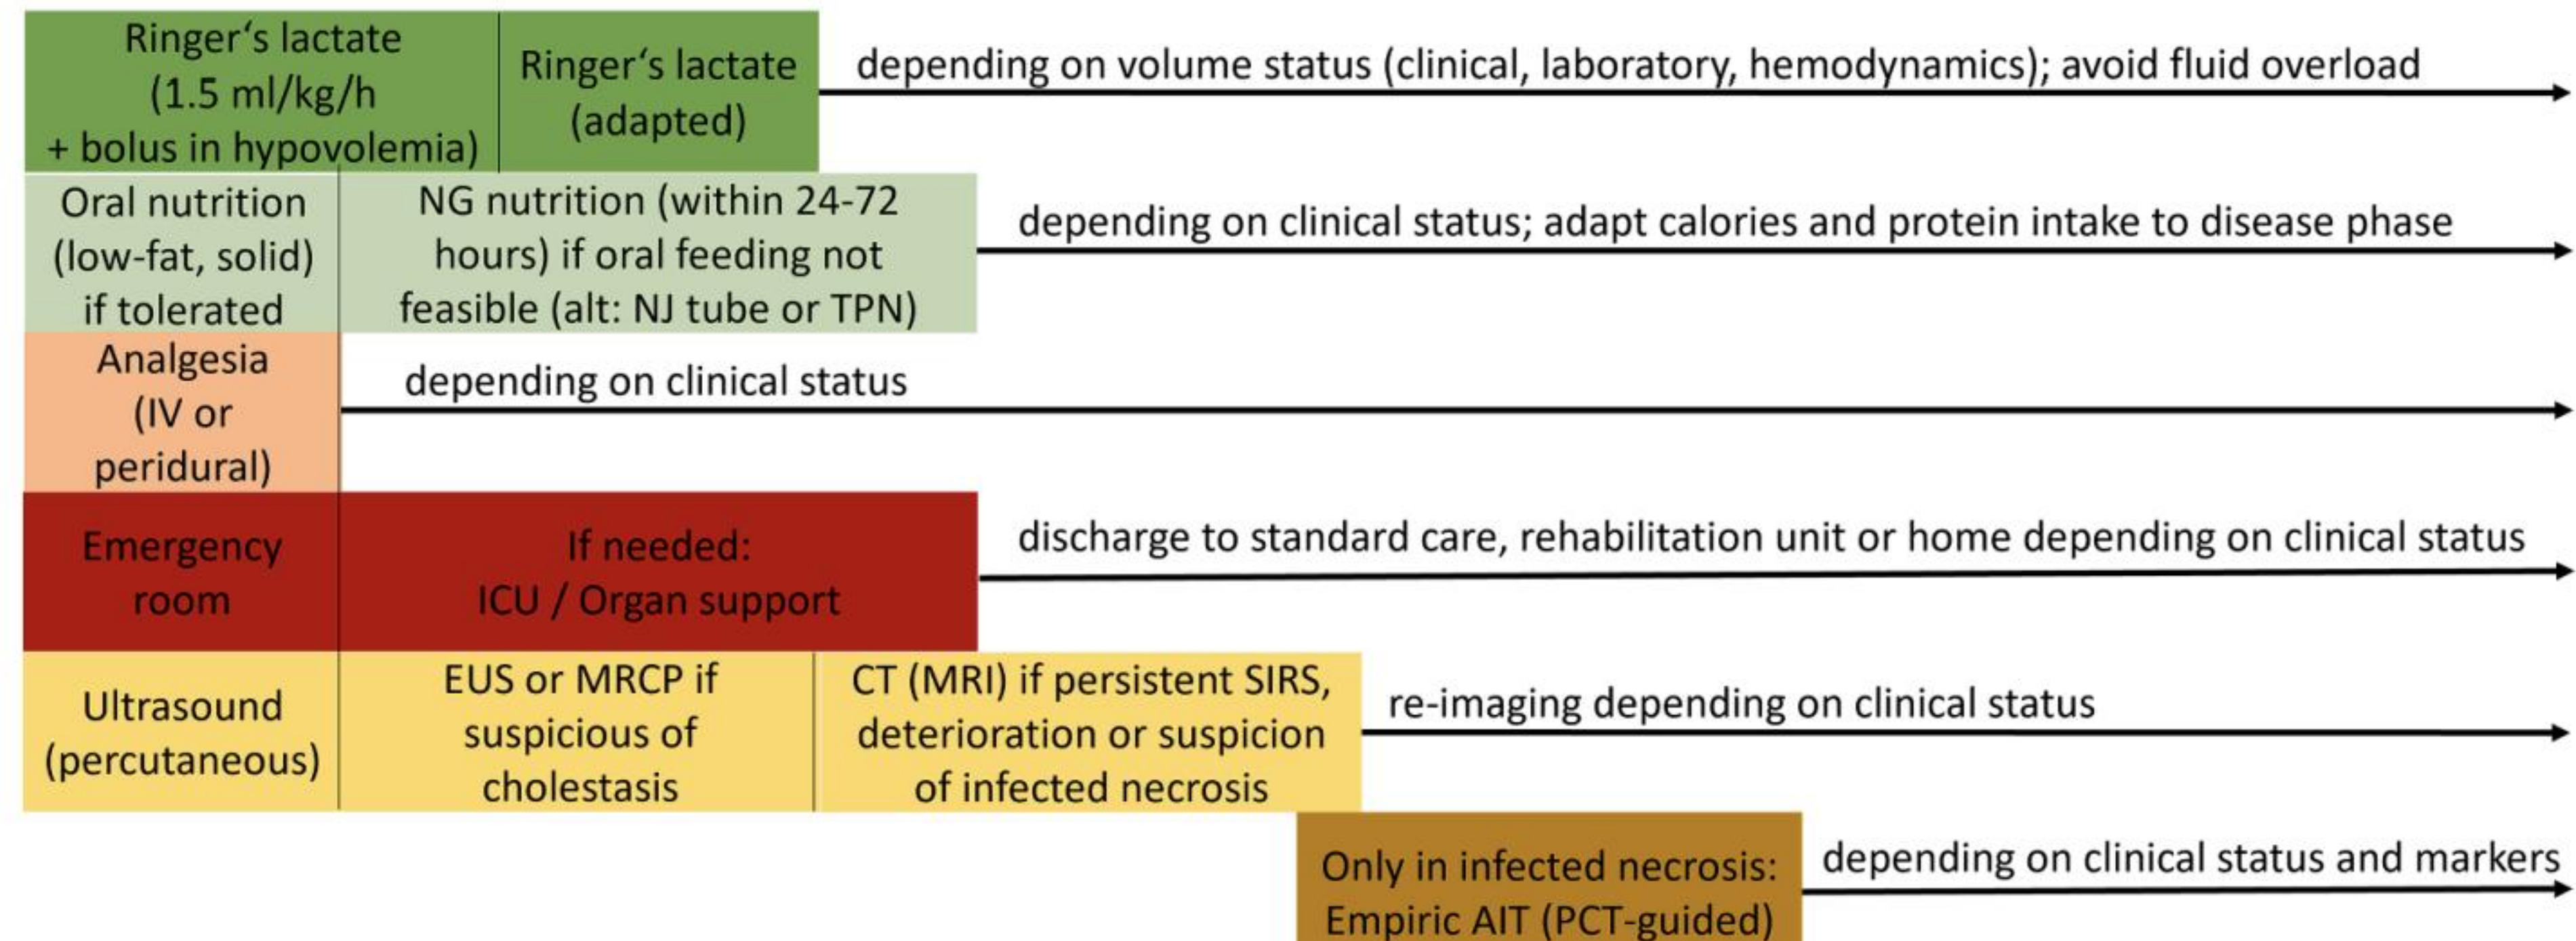 Ringer‘s lactate
(1.5 ml/kg/h
+ bolus in hypovolemia)
Ringer‘s lactate
(adapted)
depending on volume status (clinical, laboratory, hemodynamics); avoid fluid overload
Oral nutrition
(low-fat, solid)
if tolerated
NG nutrition (within 24-72
hours) if oral feeding not
feasible (alt: NJ tube or TPN)
depending on clinical status; adapt calories and protein intake to disease phase
Analgesia
(IV or
peridural)
depending on clinical status
Emergency
room
If needed:
ICU / Organ support
discharge to standard care, rehabilitation unit or home depending on clinical status
Ultrasound
(percutaneous)
EUS or MRCP if
suspicious of
cholestasis
CT (MRI) if persistent SIRS,
deterioration or suspicion
of infected necrosis
re-imaging depending on clinical status
Only in infected necrosis:
Empiric AIT (PCT-guided)
depending on clinical status and markers